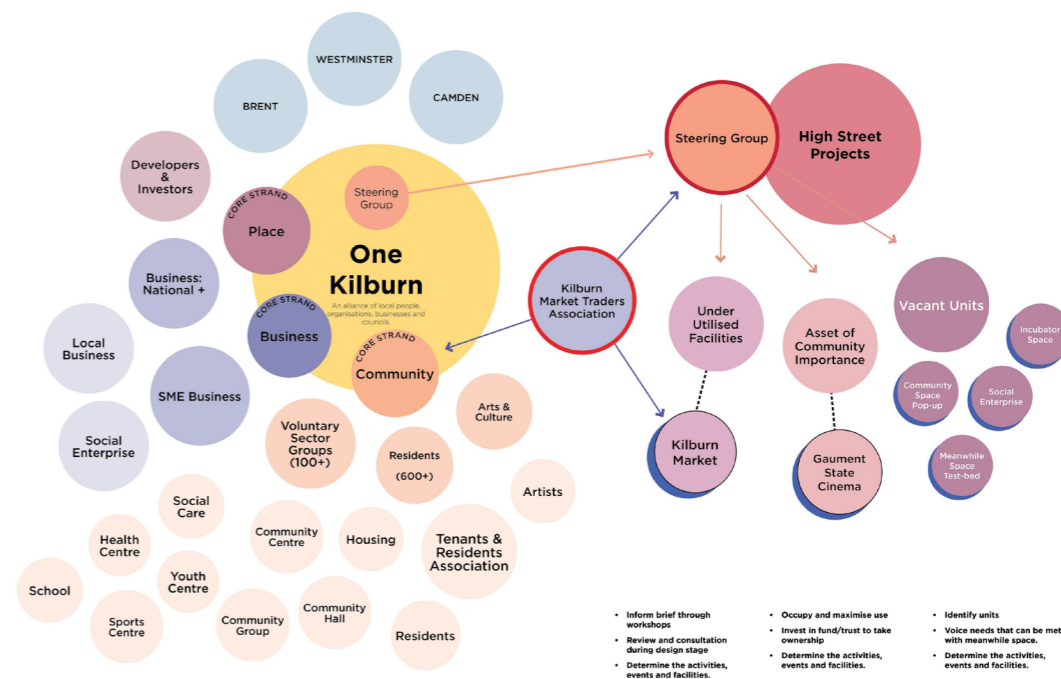 WESTMINSTER
BRENT
CAMDEN
Developers
&
Investors
CORE STRAND
Place
Steering
Group
One
Kilburn
An alliance of local people,
organisations, businesses and
councils
Business:
National +
CORE STRAND
Business
CORE STRAND
Community
Local
Business
SME Business
Social
Enterprise
Voluntary
Sector
Groups
(100+)
Residents
(600+)
Arts &
Culture
Artists
Social
Care
Health
Centre
Community
Centre
Housing
Tenants &
Residents
Association
School
Youth
Centre
Sports
Centre
Community
Group
Community
Hall
Residents
Kilburn
Market Traders
Association
Steering Group
High Street
Projects
Under
Utilised
Facilities
Kilburn
Market
Asset of
Community
Importance
Gaument
State
Cinema
Vacant Units
Incubator
Space
Community
Space
Pop-up
Social
Enterprise
Meanwhile
Space
Test-bed
• Inform brief through
workshops
• Review and consultation
during design stage
• Determine the activities,
events and facilities.
• Occupy and maximise use
• Invest in fund/trust to take
ownership
• Determine the activities,
events and facilities.
• Identify units
• Voice needs that can be met
with meanwhile space.
• Determine the activities,
events and facilities.